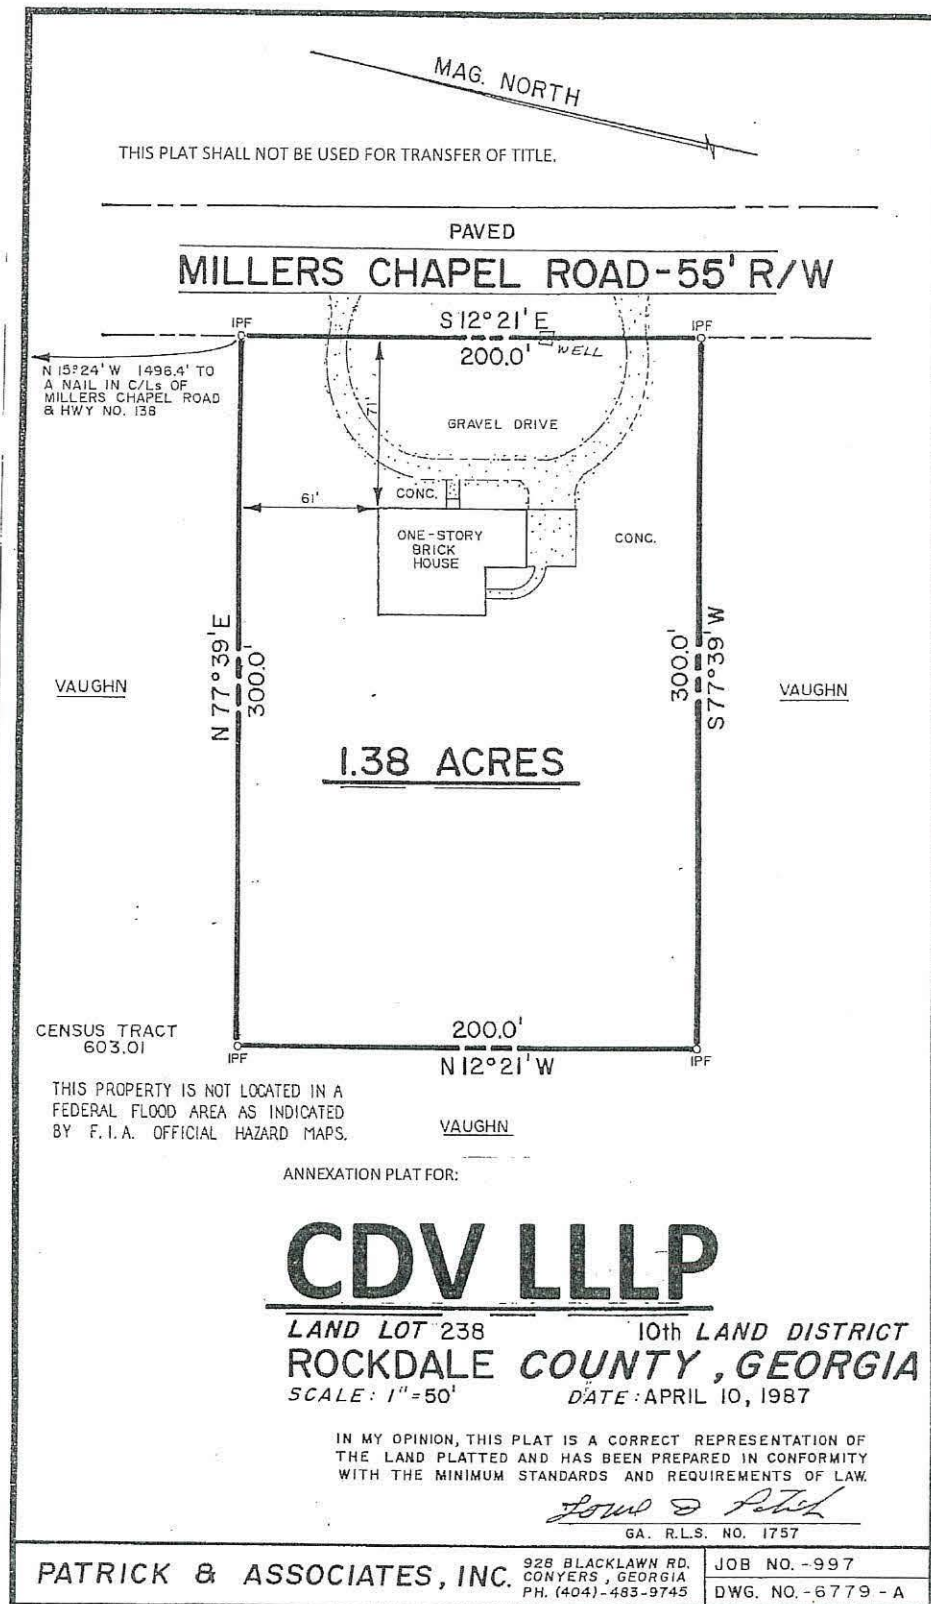 MAG. NORTH
THIS PLAT SHALL NOT BE USED FOR TRANSFER OF TITLE.
PAVED
MILLERS CHAPEL ROAD-55' R/W
IPF
S 12° 21' E
IPF
200.0'
WELL
N 15°24' W 1498.4' TO
A NAIL IN C/Ls OF
MILLERS CHAPEL ROAD
& HWY NO. 138
71'
GRAVEL DRIVE
61'
CONC.
ONE-STORY
BRICK
HOUSE
CONC.
N 77° 39' E
300.0'
300.0'
S 77° 39' W
VAUGHN
VAUGHN
1.38 ACRES
CENSUS TRACT
603.01
200.0'
IPF
N 12° 21' W
IPF
THIS PROPERTY IS NOT LOCATED IN A
FEDERAL FLOOD AREA AS INDICATED
BY F.I.A. OFFICIAL HAZARD MAPS.
VAUGHN
ANNEXATION PLAT FOR:
CDV LLLP
LAND LOT 238 10th LAND DISTRICT
ROCKDALE COUNTY, GEORGIA
SCALE: 1"=50' DATE: APRIL 10, 1987
IN MY OPINION, THIS PLAT IS A CORRECT REPRESENTATION OF
THE LAND PLATTED AND HAS BEEN PREPARED IN CONFORMITY
WITH THE MINIMUM STANDARDS AND REQUIREMENTS OF LAW.
GA. R.L.S. NO. 1757
PATRICK & ASSOCIATES, INC.
928 BLACKLAWN RD.
CONYERS, GEORGIA
PH. (404)-483-9745
JOB NO. -997
DWG. NO. -6779 - A